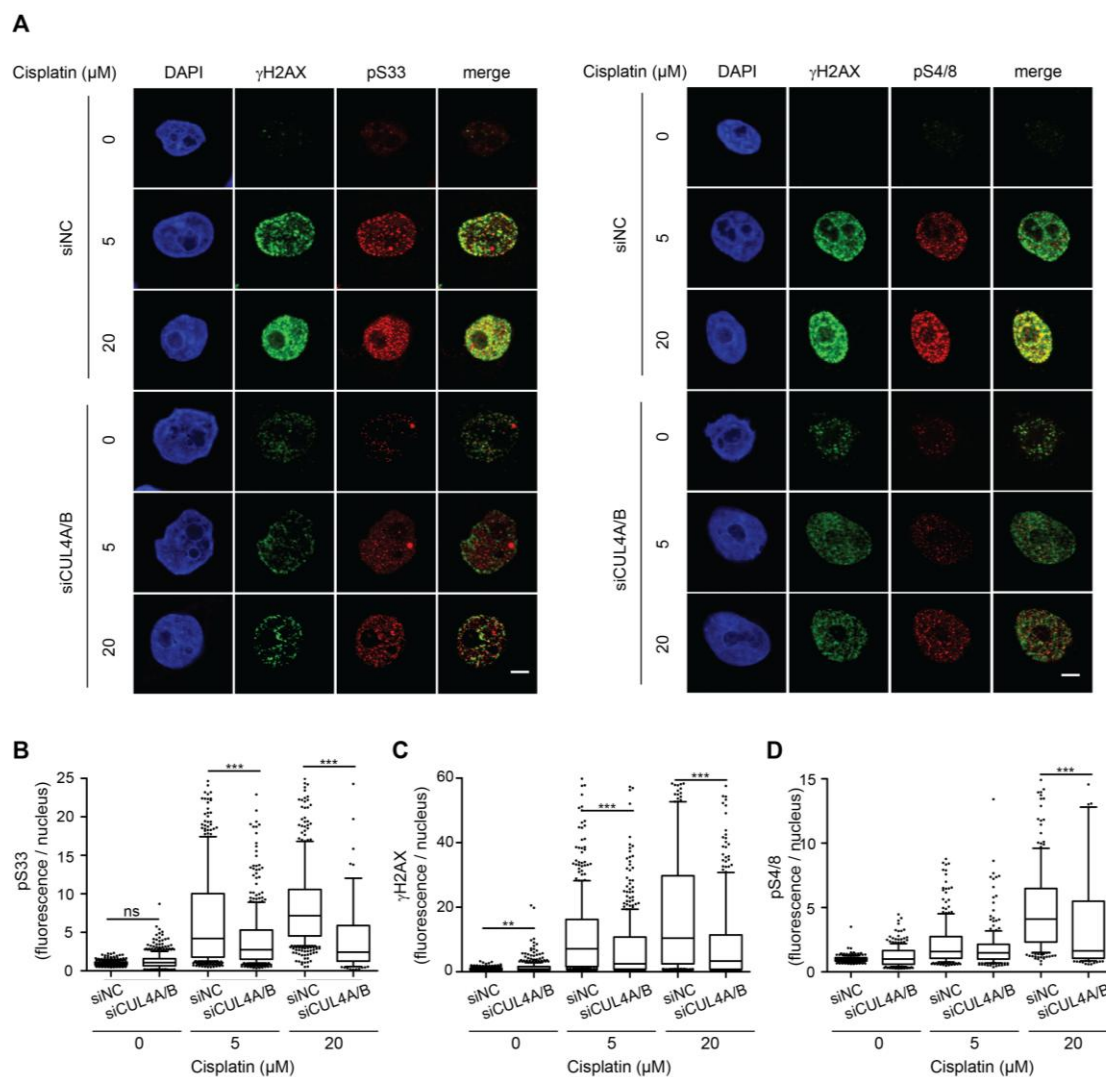 A
Cisplatin (μM) DAPI γH2AX pS33 merge
siNC
0
5
20
siCUL4A/B
0
5
20
Cisplatin (μM) DAPI γH2AX pS4/8 merge
siNC
0
5
20
siCUL4A/B
0
5
20
B
pS33
(fluorescence / nucleus)
25
20
15
10
5
0
ns
***
***
siNC siCUL4A/B siNC siCUL4A/B siNC siCUL4A/B
0 5 20
Cisplatin (μM)
C
γH2AX
(fluorescence / nucleus)
60
40
20
0
**
***
***
siNC siCUL4A/B siNC siCUL4A/B siNC siCUL4A/B
0 5 20
Cisplatin (μM)
D
pS4/8
(fluorescence / nucleus)
15
10
5
0
***
siNC siCUL4A/B siNC siCUL4A/B siNC siCUL4A/B
0 5 20
Cisplatin (μM)